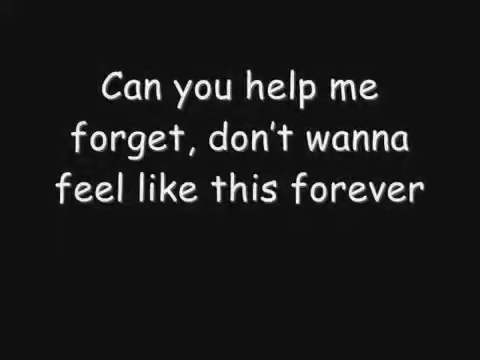 Can you help me
forget, don't wanna
feel like this forever